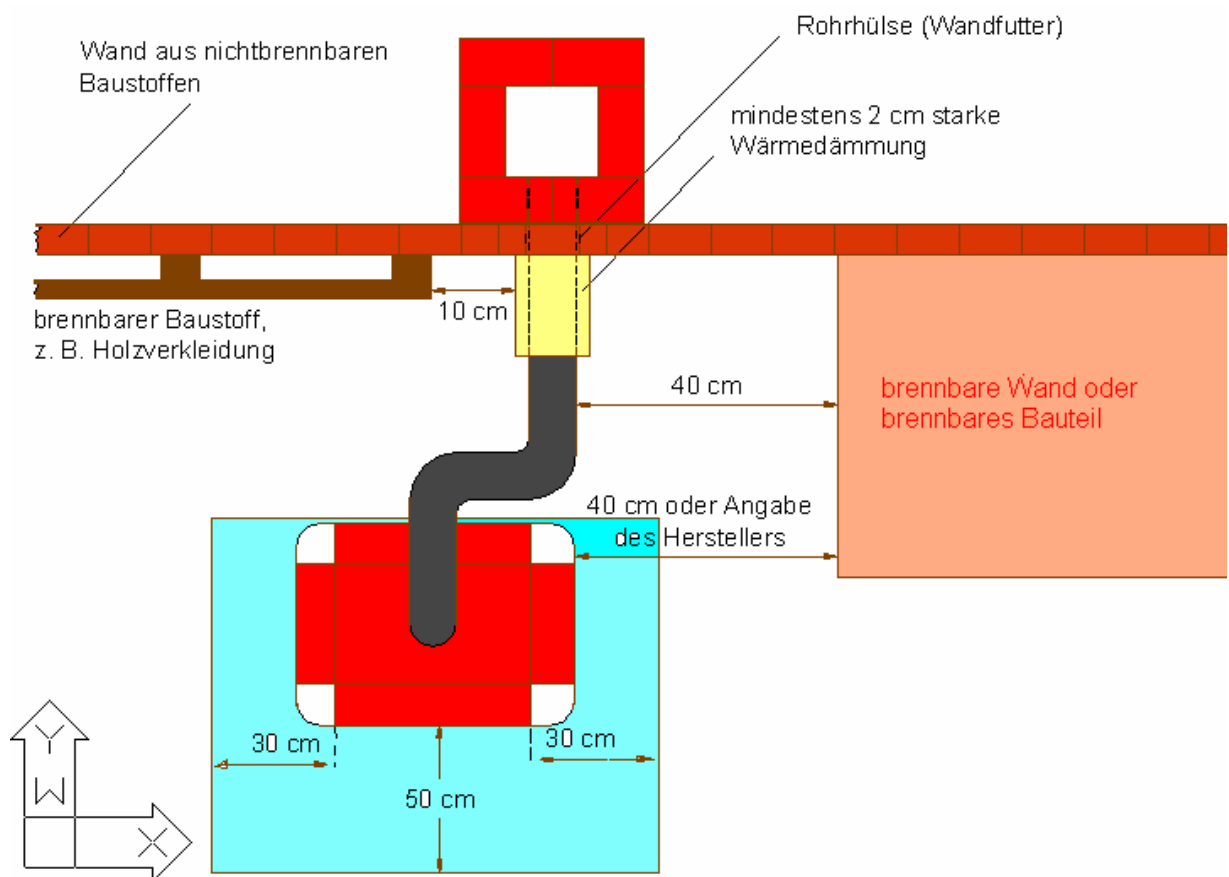 Rohrhülse (Wandfutter)
Wand aus nichtbrennbaren
Baustoffen
mindestens 2 cm starke
Wärmedämmung
10 cm
brennbarer Baustoff,
z. B. Holzverkleidung
40 cm
brennbare Wand oder
brennbares Bauteil
40 cm oder Angabe
des Herstellers
30 cm
30 cm
50 cm
Y
W
X